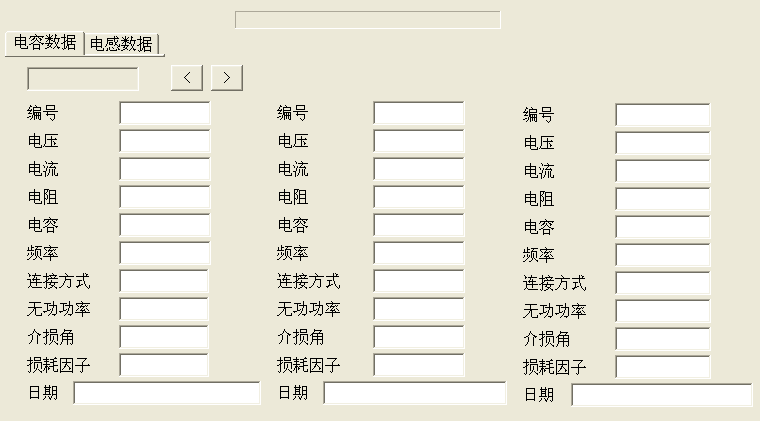 电容数据 电感数据
< >
编号 编号 编号
电压 电压 电压
电流 电流 电流
电阻 电阻 电阻
电容 电容 电容
频率 频率 频率
连接方式 连接方式 连接方式
无功功率 无功功率 无功功率
介损角 介损角 介损角
损耗因子 损耗因子 损耗因子
日期 日期 日期